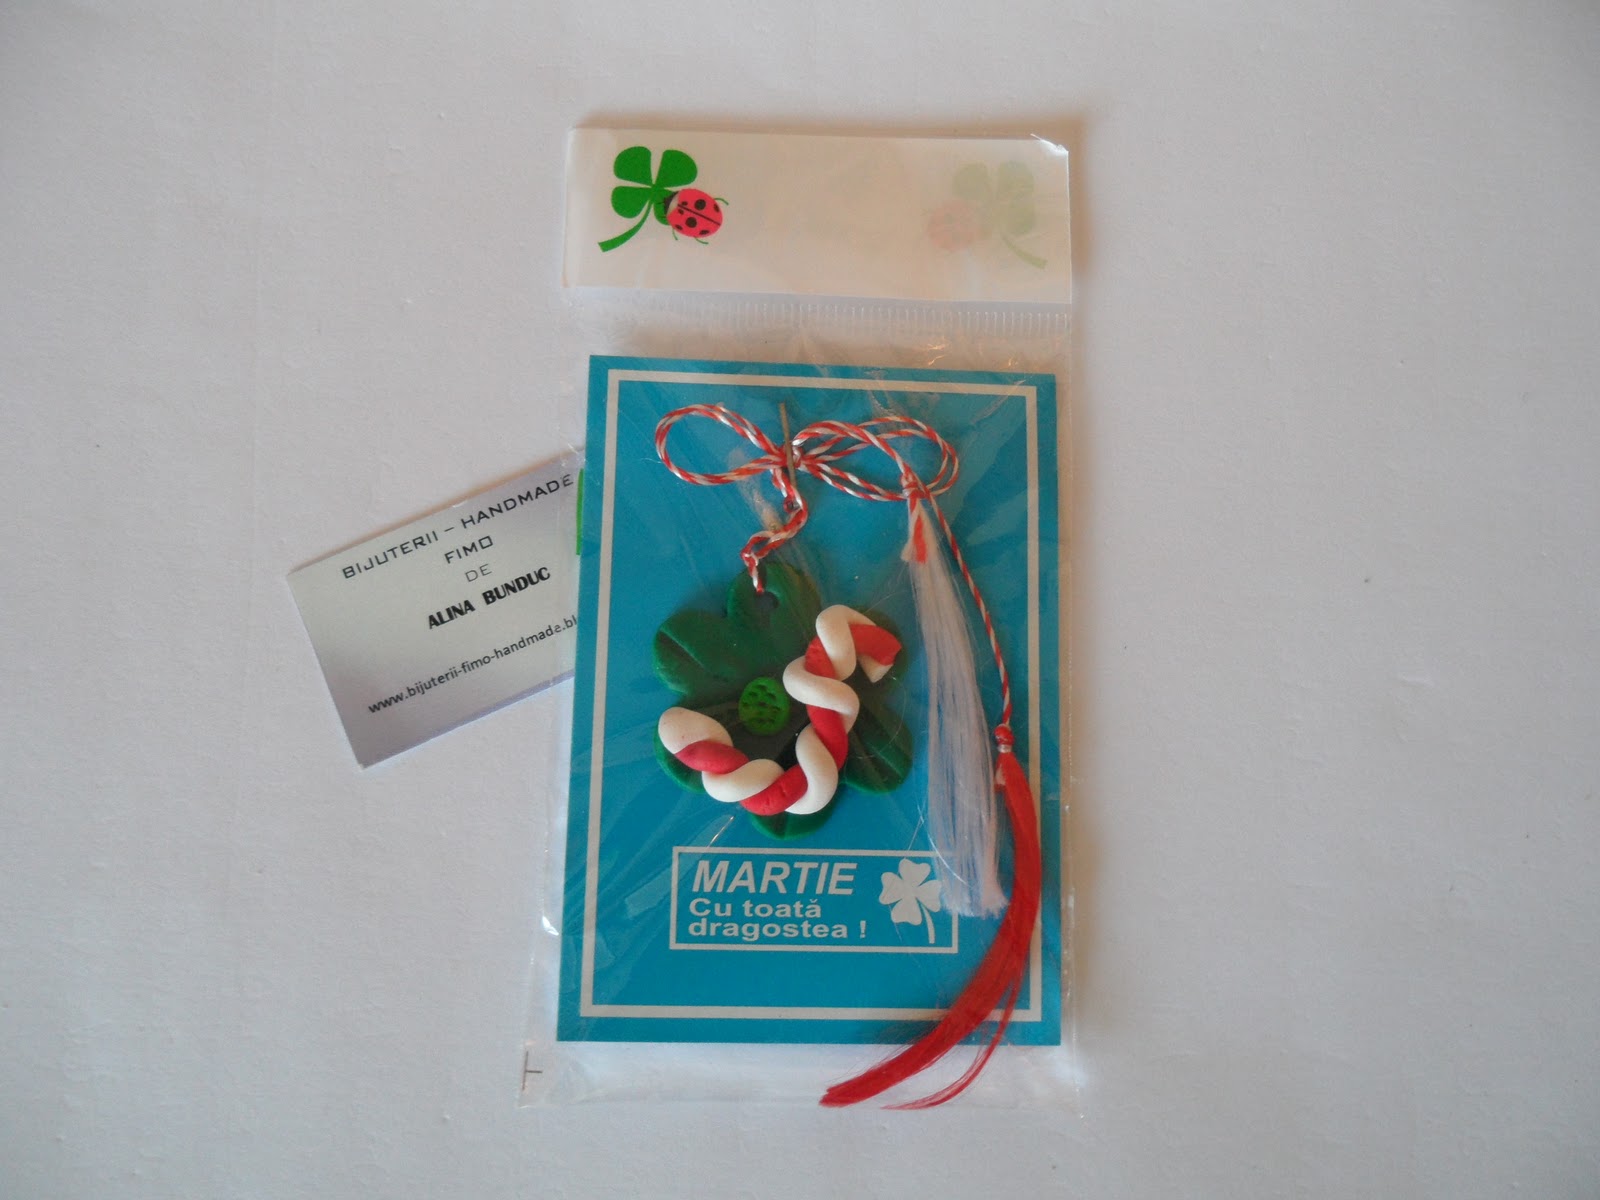 BIJUTERII – HANDMADE
FIMO
DE
ALINA BUNDUC
www.bijuterii-fimo-handmade.bl
MARTIE
Cu toată
dragostea !